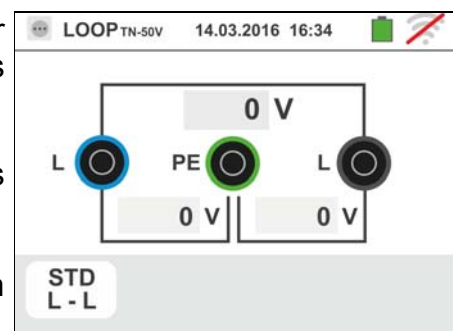 r
s
s
n
LOOP TN-50V 14.03.2016 16:34
0 V
L PE L
0 V 0 V
STD
L - L